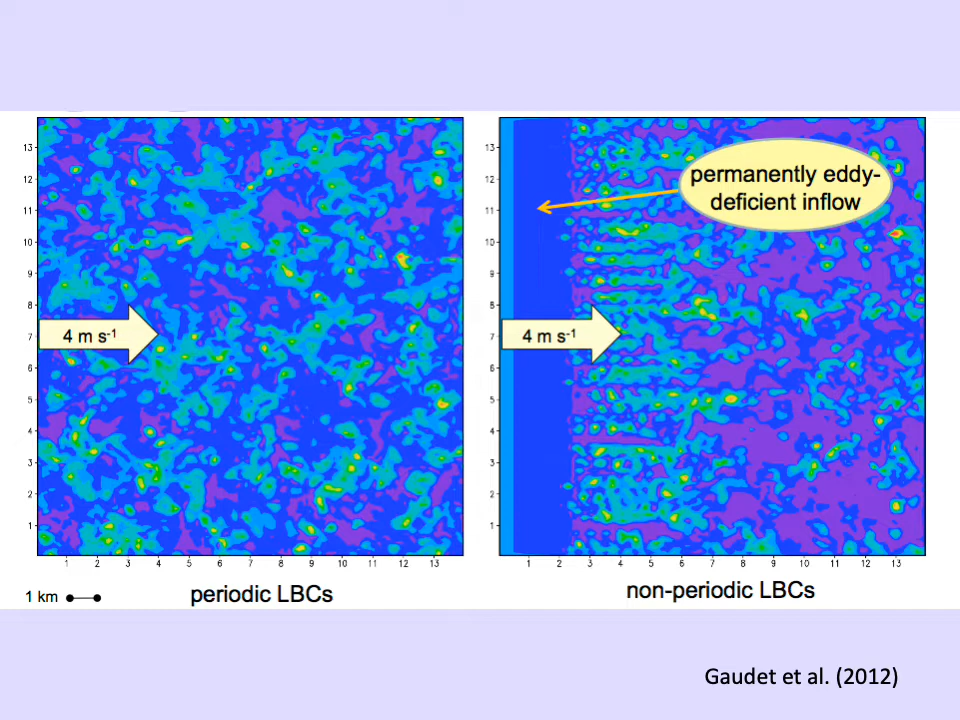 13
12
11
10
9
8
7
6
5
4
3
2
1
4 m s-1
1 2 3 4 5 6 7 8 9 10 11 12 13
1 km
periodic LBCs
13
12
11
10
9
8
7
6
5
4
3
2
1
permanently eddy-
deficient inflow
4 m s-1
1 2 3 4 5 6 7 8 9 10 11 12 13
non-periodic LBCs
Gaudet et al. (2012)